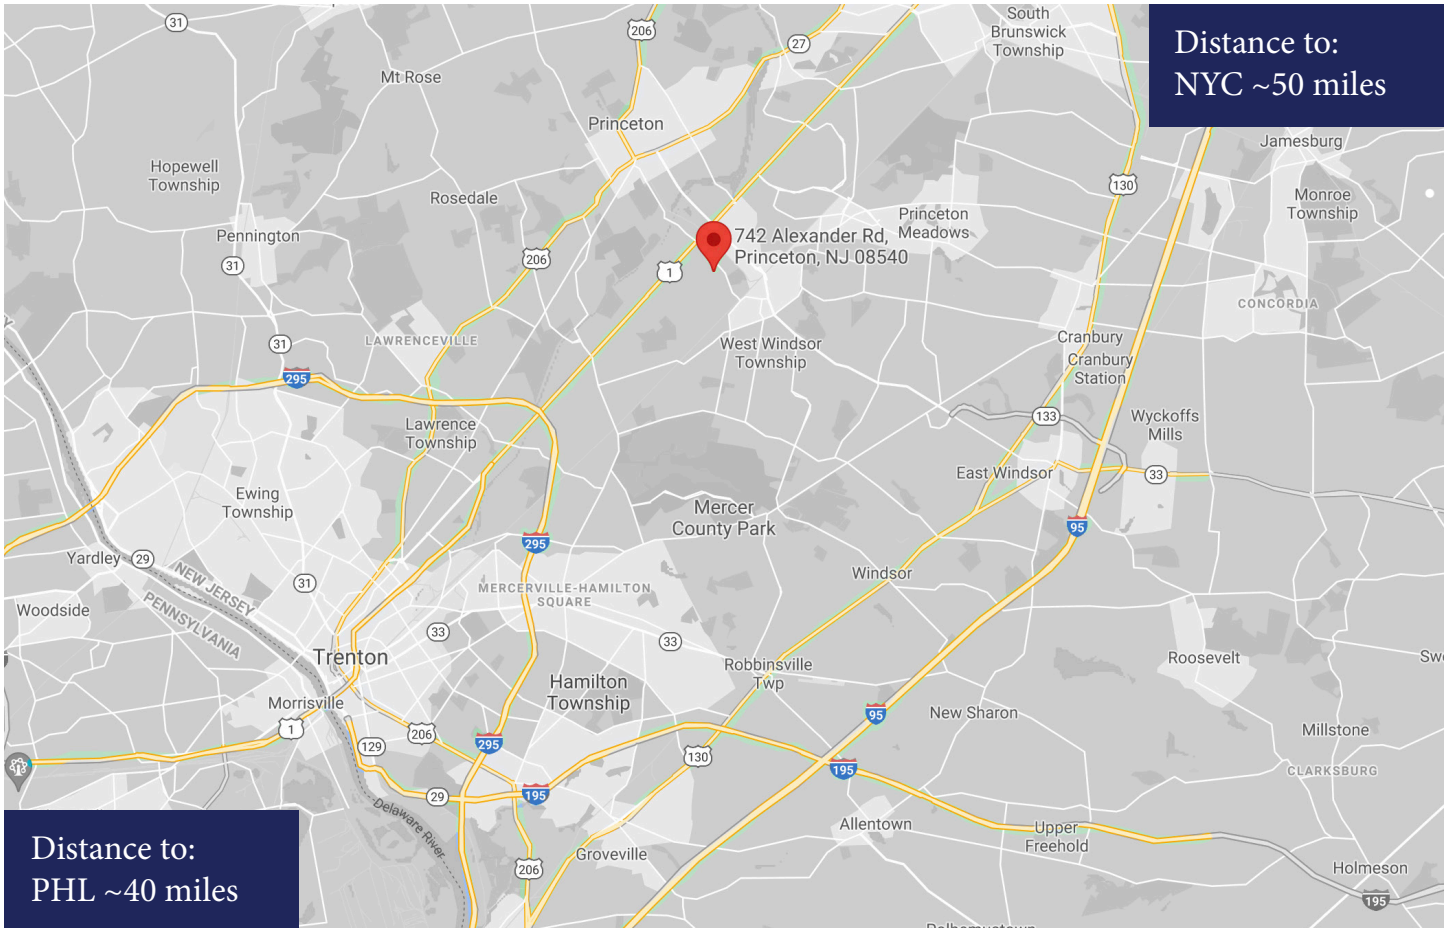 31
206
27
South
Brunswick
Township
Distance to:
NYC ~50 miles
Mt Rose
Princeton
Jamesburg
Hopewell
Township
Rosedale
130
Monroe
Township
Princeton
Meadows
Pennington
31
206
1
742 Alexander Rd,
Princeton, NJ 08540
CONCORDIA
31
LAWRENCEVILLE
West Windsor
Township
Cranbury
Cranbury
Station
295
133
Wyckoffs
Mills
Lawrence
Township
East Windsor
33
Ewing
Township
Mercer
County Park
95
295
Yardley
29
NEW JERSEY
PENNSYLVANIA
31
Windsor
MERCERVILLE-HAMILTON
SQUARE
Woodside
33
33
Trenton
Robbinsville
Twp
Roosevelt
Hamilton
Township
Morrisville
1
129
206
295
95
New Sharon
Millstone
130
195
CLARKSBURG
29
195
Delaware River
Allentown
Upper
Freehold
Groveville
206
Holmeson
195
Distance to:
PHL ~40 miles